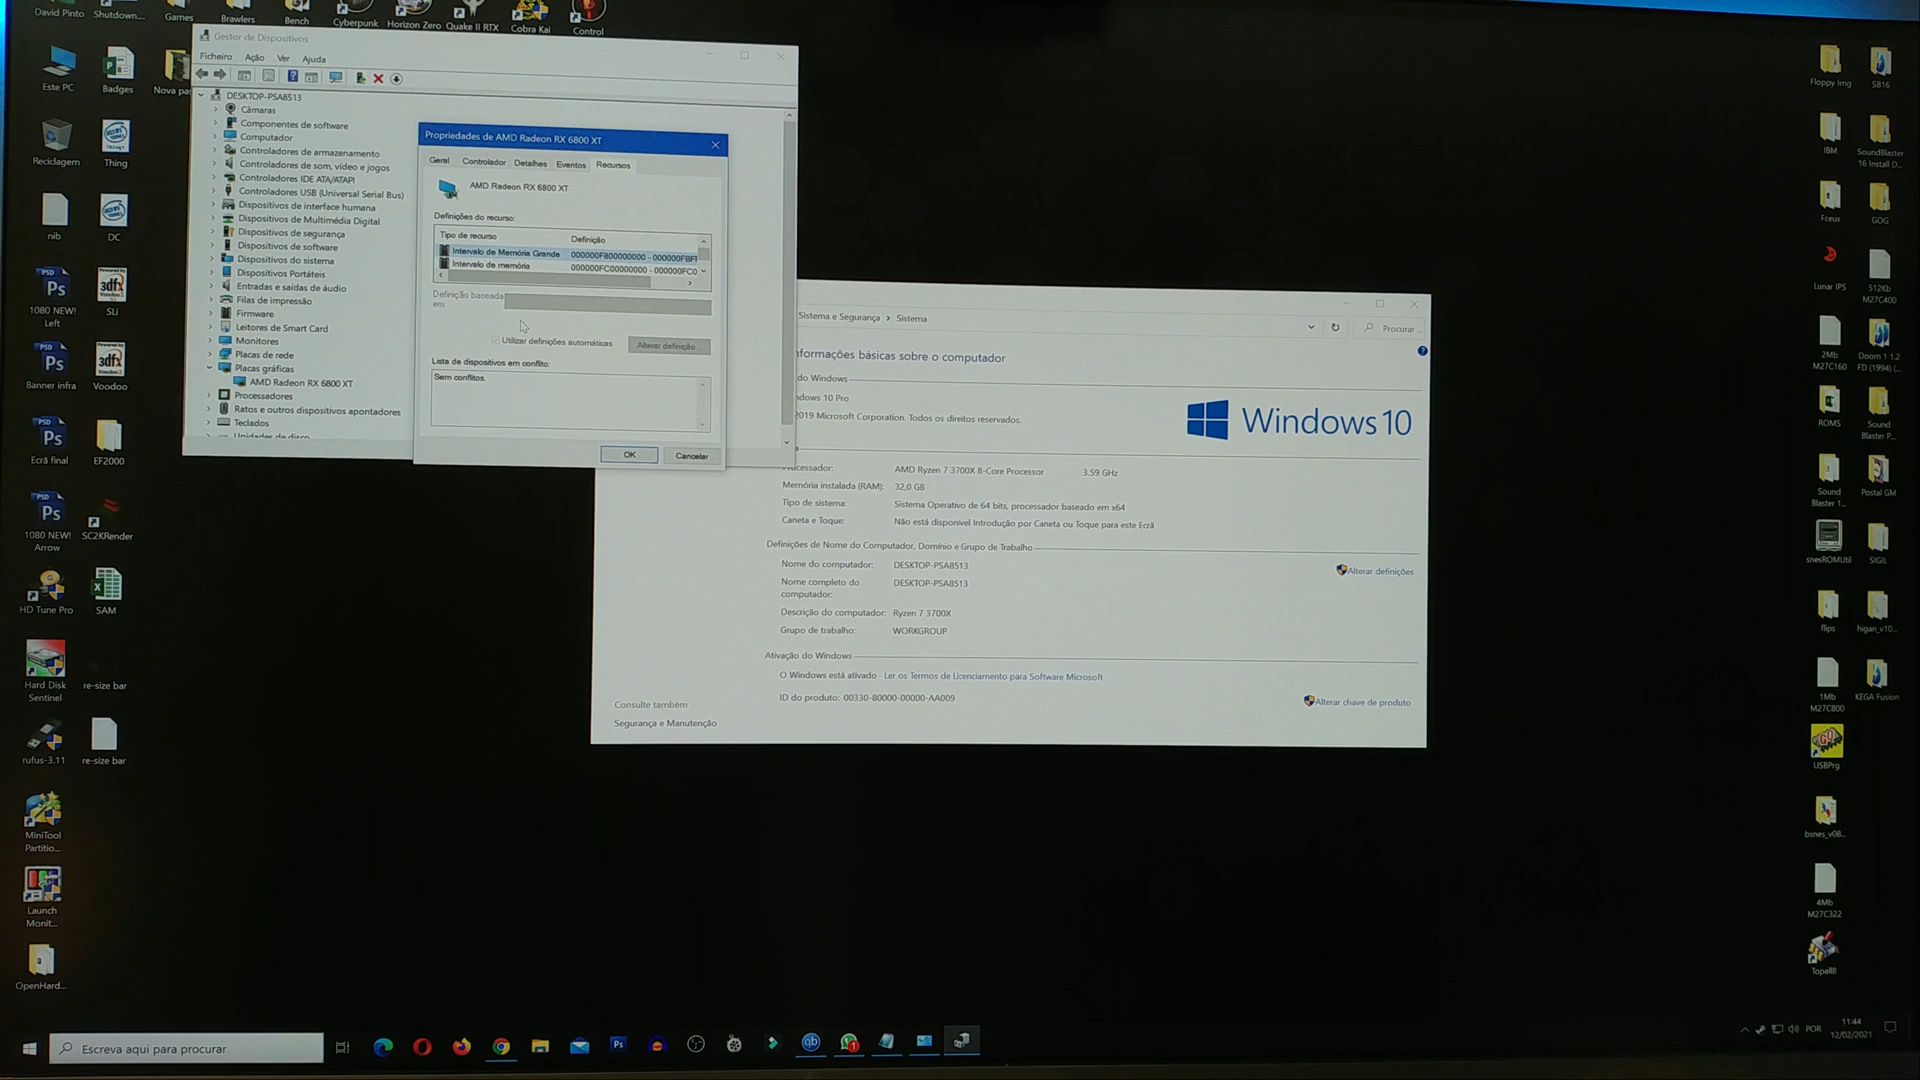 David Pinto
Shutdown....
Games
Brawlers
Bench
Cyberpunk
Horizon Zero
Quake II RTX
Cobra Kai
Control
Este PC
Badges
Nova pas
Reciclagem
Thing
nib
DC
1080 NEW!
Left
SLi
Banner infra
Voodoo
Ecrã final
EF2000
1080 NEW!
Arrow
SC2KRender
HD Tune Pro
SAM
Hard Disk
Sentinel
re-size bar
rufus-3.11
re-size bar
MiniTool
Partitio...
Launch
Monit...
OpenHard...
Gestor de Dispositivos
Ficheiro Ação Ver Ajuda
DESKTOP-PSA8513
Câmaras
Componentes de software
Computador
Controladores de armazenamento
Controladores de som, vídeo e jogos
Controladores IDE ATA/ATAPI
Controladores USB (Universal Serial Bus)
Dispositivos de interface humana
Dispositivos de Multimédia Digital
Dispositivos de segurança
Dispositivos de software
Dispositivos do sistema
Dispositivos Portáteis
Entradas e saídas de áudio
Filas de impressão
Firmware
Leitores de Smart Card
Monitores
Placas de rede
Placas gráficas
AMD Radeon RX 6800 XT
Processadores
Ratos e outros dispositivos apontadores
Teclados
Unidades de disco
Propriedades de AMD Radeon RX 6800 XT
Geral Controlador Detalhes Eventos Recursos
AMD Radeon RX 6800 XT
Definições do recurso:
Tipo de recurso Definição
Intervalo de Memória Grande 000000F800000000 - 000000FBFF
Intervalo de memória 000000FC00000000 - 000000FC0
Definição baseada
em:
Utilizar definições automáticas
Alterar definição...
Lista de dispositivos em conflito:
Sem conflitos.
OK
Cancelar
Sistema e Segurança > Sistema
Procurar ...
nformações básicas sobre o computador
do Windows
ndows 10 Pro
2019 Microsoft Corporation. Todos os direitos reservados.
Windows 10
ocessador: AMD Ryzen 7 3700X 8-Core Processor 3.59 GHz
Memória instalada (RAM): 32,0 GB
Tipo de sistema: Sistema Operativo de 64 bits, processador baseado em x64
Caneta e Toque: Não está disponível Introdução por Caneta ou Toque para este Ecrã
Definições de Nome do Computador, Domínio e Grupo de Trabalho
Nome do computador: DESKTOP-PSA8513
Alterar definições
Nome completo do
computador: DESKTOP-PSA8513
Descrição do computador: Ryzen 7 3700X
Grupo de trabalho: WORKGROUP
Ativação do Windows
O Windows está ativado Ler os Termos de Licenciamento para Software Microsoft
ID do produto: 00330-80000-00000-AA009
Alterar chave de produto
Consulte também
Segurança e Manutenção
Floppy Img
SB16
IBM
SoundBlaster
16 Install D...
Fceux
GOG
Lunar IPS
512Kb
M27C400
2Mb
M27C160
Doom 1 1.2
FD (1994) (...
ROMS
Sound
Blaster P...
Sound
Blaster 1...
Postal GM
snesROMUtil
SIGIL
flips
higan_v10...
1Mb
M27C800
KEGA Fusion
USBPrg
bsnes_v08...
4Mb
M27C322
Topall8
Escreva aqui para procurar
POR
11:44
12/02/2021